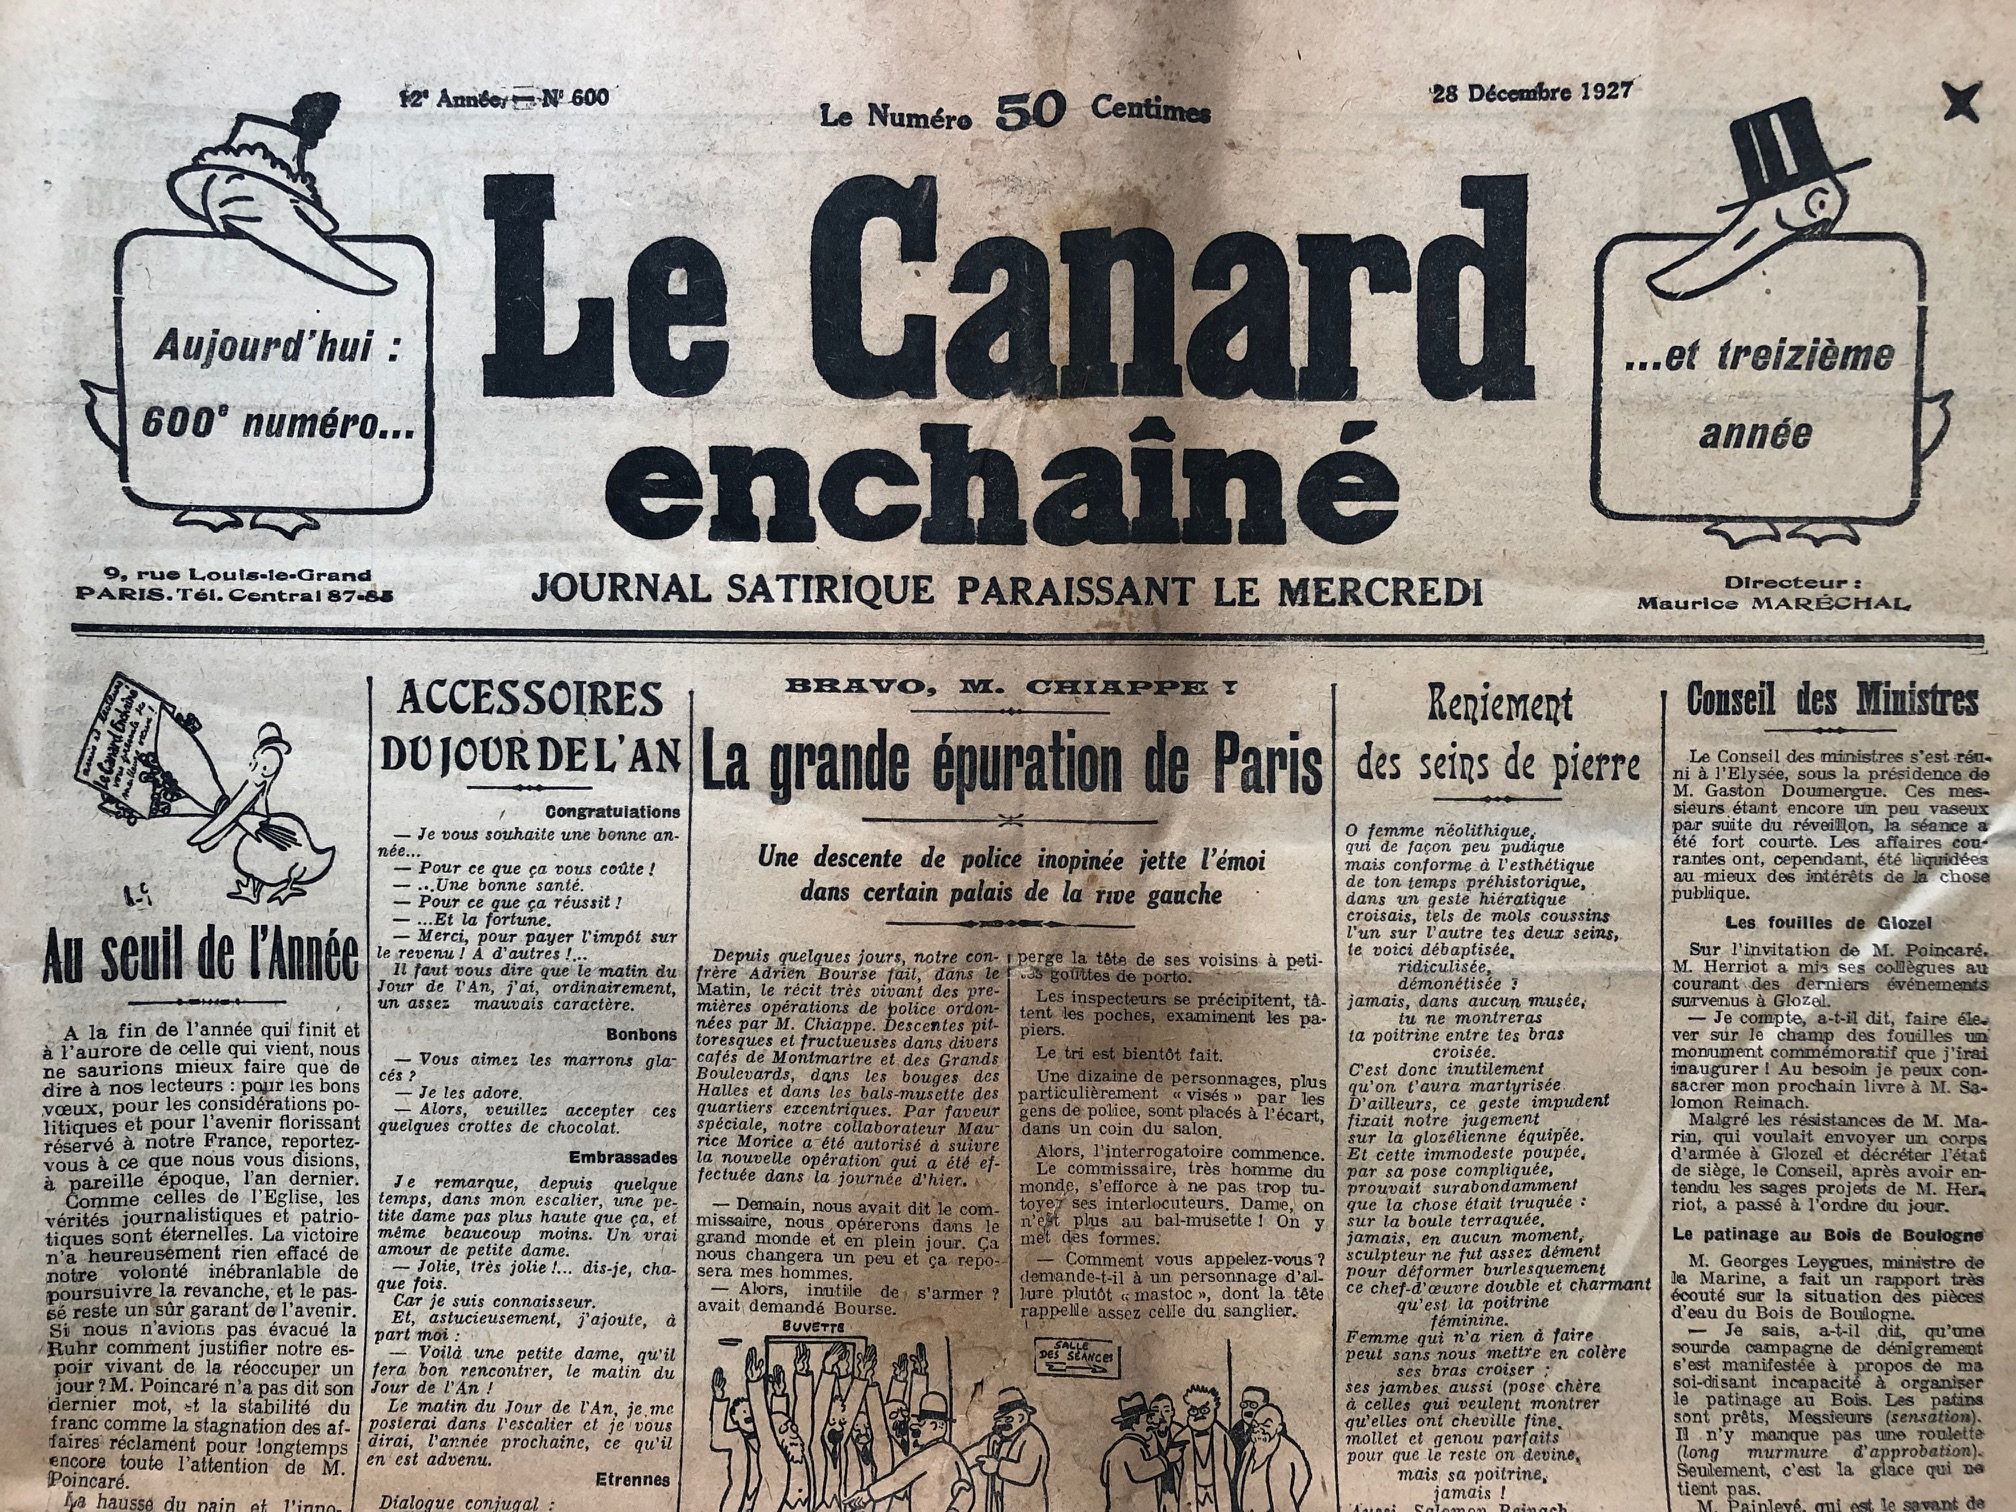 12e Année. — N° 600
Le Numéro 50 Centimes
28 Décembre 1927
Aujourd'hui :
600e numéro...
Le Canard
enchaîné
...et treizième
année
9, rue Louis-le-Grand
PARIS. Tél. Central 87-85
JOURNAL SATIRIQUE PARAISSANT LE MERCREDI
Directeur :
Maurice MARÉCHAL
Le Canard Enchaîné
vous présente ses
Au seuil de l'Année
A la fin de l'année qui finit et
à l'aurore de celle qui vient, nous
ne saurions mieux faire que de
dire à nos lecteurs : pour les bons
vœux, pour les considérations po-
litiques et pour l'avenir florissant
réservé à notre France, reportez-
vous à ce que nous vous disions,
à pareille époque, l'an dernier.
Comme celles de l'Eglise, les
vérités journalistiques et patrio-
tiques sont éternelles. La victoire
n'a heureusement rien effacé de
notre volonté inébranlable de
poursuivre la revanche, et le pas-
sé reste un sûr garant de l'avenir.
Si nous n'avions pas évacué la
Ruhr comment justifier notre es-
poir vivant de la réoccuper un
jour ? M. Poincaré n'a pas dit son
dernier mot, et la stabilité du
franc comme la stagnation des af-
faires réclament pour longtemps
encore toute l'attention de M.
Poincaré.
La hausse du pain et l'inno-
ACCESSOIRES
DU JOUR DE L'AN
Congratulations
— Je vous souhaite une bonne an-
née...
— Pour ce que ça vous coûte !
— ...Une bonne santé.
— Pour ce que ça réussit !
— ...Et la fortune.
— Merci, pour payer l'impôt sur
le revenu ! A d'autres !...
Il faut vous dire que le matin du
Jour de l'An, j'ai, ordinairement,
un assez mauvais caractère.
Bonbons
— Vous aimez les marrons gla-
cés ?
— Je les adore.
— Alors, veuillez accepter ces
quelques crottes de chocolat.
Embrassades
Je remarque, depuis quelque
temps, dans mon escalier, une pe-
tite dame pas plus haute que ça, et
même beaucoup moins. Un vrai
amour de petite dame.
— Jolie, très jolie !... dis-je, cha-
que fois.
Car je suis connaisseur.
Et, astucieusement, j'ajoute, à
part moi :
— Voilà une petite dame, qu'il
fera bon rencontrer, le matin du
Jour de l'An !
Le matin du Jour de l'An, je me
posterai dans l'escalier et je vous
dirai, l'année prochaine, ce qu'il
en est advenu.
Etrennes
Dialogue conjugal :
BRAVO, M. CHIAPPE !
La grande épuration de Paris
Une descente de police inopinée jette l'émoi
dans certain palais de la rive gauche
Depuis quelques jours, notre con-
frère Adrien Bourse fait, dans le
Matin, le récit très vivant des pre-
mières opérations de police ordon-
nées par M. Chiappe. Descentes pit-
toresques et fructueuses dans divers
cafés de Montmartre et des Grands
Boulevards, dans les bouges des
Halles et dans les bals-musette des
quartiers excentriques. Par faveur
spéciale, notre collaborateur Mau-
rice Morice a été autorisé à suivre
la nouvelle opération qui a été ef-
fectuée dans la journée d'hier.
— Demain, nous avait dit le com-
missaire, nous opérerons dans le
grand monde et en plein jour. Ça
nous changera un peu et ça repo-
sera mes hommes.
— Alors, inutile de s'armer ?
avait demandé Bourse.
perge la tête de ses voisins à peti-
tes gouttes de porto.
Les inspecteurs se précipitent, tâ-
tent les poches, examinent les pa-
piers.
Le tri est bientôt fait.
Une dizaine de personnages, plus
particulièrement « visés » par les
gens de police, sont placés à l'écart,
dans un coin du salon.
Alors, l'interrogatoire commence.
Le commissaire, très homme du
monde, s'efforce à ne pas trop tu-
toyer ses interlocuteurs. Dame, on
n'est plus au bal-musette ! On y
met des formes.
— Comment vous appelez-vous ?
demande-t-il à un personnage d'al-
lure plutôt « mastoc », dont la tête
rappelle assez celle du sanglier.
BUVETTE
SALLE
DES SÉANCES
Reniement
des seins de pierre
O femme néolithique,
qui de façon peu pudique
mais conforme à l'esthétique
de ton temps préhistorique,
dans un geste hiératique
croisais, tels de mols coussins
l'un sur l'autre tes deux seins,
te voici débaptisée,
ridiculisée,
démonétisée ?
jamais, dans aucun musée,
tu ne montreras
ta poitrine entre tes bras
croisée.
C'est donc inutilement
qu'on t'aura martyrisée.
D'ailleurs, ce geste impudent
fixait notre jugement
sur la glozélienne équipée.
Et cette immodeste poupée,
par sa pose compliquée,
prouvait surabondamment
que la chose était truquée :
sur la boule terraquée,
jamais, en aucun moment,
sculpteur ne fut assez dément
pour déformer burlesquement
ce chef-d'œuvre double et charmant
qu'est la poitrine
féminine.
Femme qui n'a rien à faire
peut sans nous mettre en colère
ses bras croiser ;
ses jambes aussi (pose chère
à celles qui veulent montrer
qu'elles ont cheville fine,
mollet et genou parfaits
pour que le reste on devine,
mais sa poitrine,
jamais !
Aussi Salomon Reinach
Conseil des Ministres
Le Conseil des ministres s'est réu-
ni à l'Elysée, sous la présidence de
M. Gaston Doumergue. Ces mes-
sieurs étant encore un peu vaseux
par suite du réveillon, la séance a
été fort courte. Les affaires cou-
rantes ont, cependant, été liquidées
au mieux des intérêts de la chose
publique.
Les fouilles de Glozel
Sur l'invitation de M. Poincaré,
M. Herriot a mis ses collègues au
courant des derniers événements
survenus à Glozel.
— Je compte, a-t-il dit, faire éle-
ver sur le champ des fouilles un
monument commémoratif que j'irai
inaugurer ! Au besoin je peux con-
sacrer mon prochain livre à M. Sa-
lomon Reinach.
Malgré les résistances de M. Ma-
rin, qui voulait envoyer un corps
d'armée à Glozel et décréter l'état
de siège, le Conseil, après avoir en-
tendu les sages projets de M. Her-
riot, a passé à l'ordre du jour.
Le patinage au Bois de Boulogne
M. Georges Leygues, ministre de
la Marine, a fait un rapport très
écouté sur la situation des pièces
d'eau du Bois de Boulogne.
— Je sais, a-t-il dit, qu'une
sourde campagne de dénigrement
s'est manifestée à propos de ma
soi-disant incapacité à organiser
le patinage au Bois. Les patins
sont prêts, Messieurs (sensation).
Il n'y manque pas une roulette
(long murmure d'approbation).
Seulement, c'est la glace qui ne
tient pas.
M. Painlevé, qui est le savant de